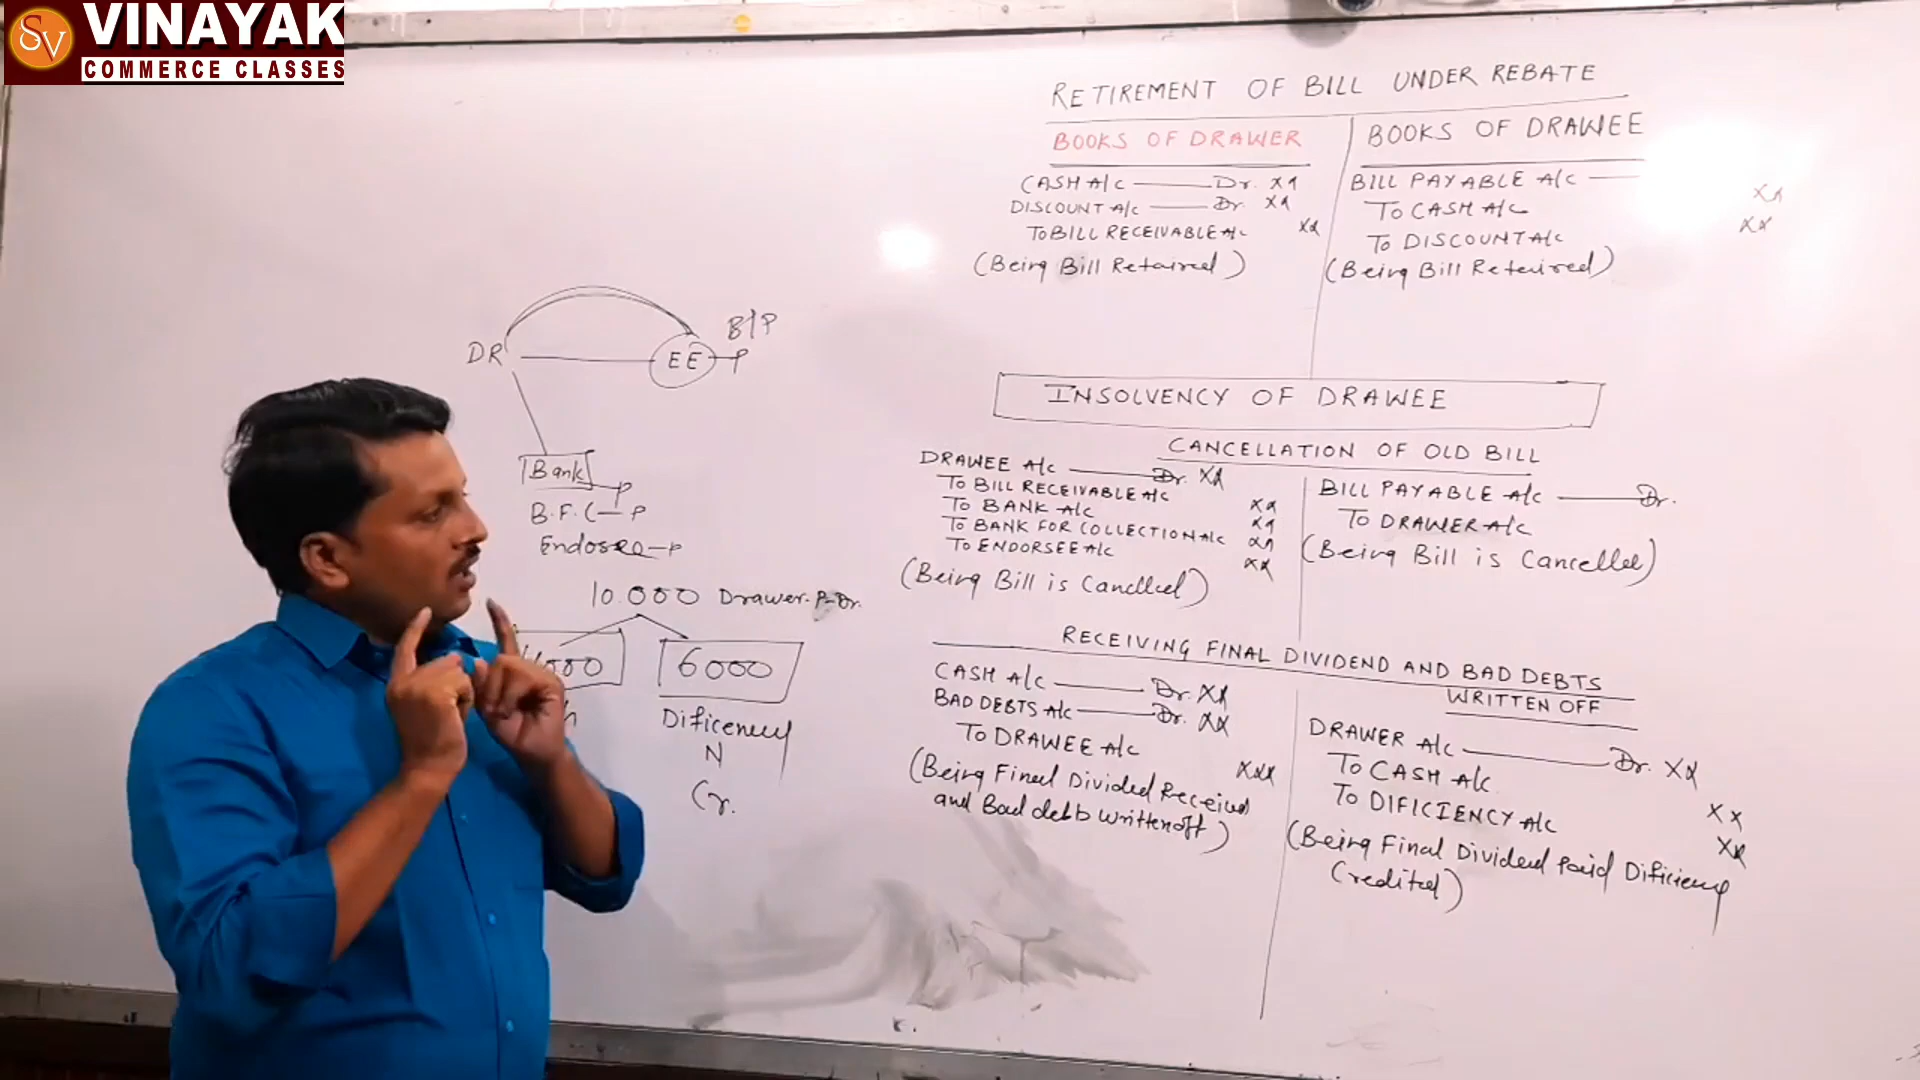 SV VINAYAK
COMMERCE CLASSES
RETIREMENT OF BILL UNDER REBATE
BOOKS OF DRAWER
CASH A/c Dr. XX
DISCOUNT A/c Dr. XX
TO BILL RECEIVABLE A/c XX
(Being Bill Retaired)
BOOKS OF DRAWEE
BILL PAYABLE A/c
TO CASH A/c XX
TO DISCOUNT A/c XX
(Being Bill Reteired)
INSOLVENCY OF DRAWEE
CANCELLATION OF OLD BILL
DRAWEE A/c Dr. XX
TO BILL RECEIVABLE A/c XX
TO BANK A/c XX
TO BANK FOR COLLECTION A/c XX
TO ENDORSEE A/c XX
(Being Bill is Cancelled)
BILL PAYABLE A/c Dr.
TO DRAWER A/c
(Being Bill is Cancelled)
RECEIVING FINAL DIVIDEND AND BAD DEBTS
WRITTEN OFF
CASH A/c Dr. XX
BAD DEBTS A/c Dr. XX
TO DRAWEE A/c XXX
(Being Final Divided Received
and Bad debts written off)
DRAWER A/c Dr. XX
TO CASH A/c XX
TO DIFICIENCY A/c XX
(Being Final Dividend Paid Dificiency
Credited)
DR EE B/P
P
Bank P
B.F.C P
Endosee P
10.000 Drawer. P-Dr.
6000
Dificiency
N
Cr.